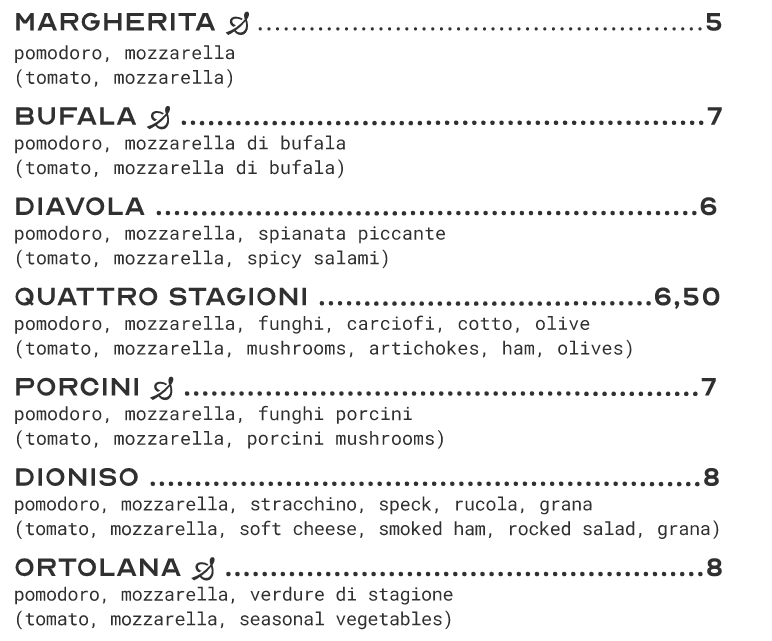 MARGHERITA ................................................5
pomodoro, mozzarella
(tomato, mozzarella)
BUFALA ..........................................................7
pomodoro, mozzarella di bufala
(tomato, mozzarella di bufala)
DIAVOLA ............................................................6
pomodoro, mozzarella, spianata piccante
(tomato, mozzarella, spicy salami)
QUATTRO STAGIONI .....................................6,50
pomodoro, mozzarella, funghi, carciofi, cotto, olive
(tomato, mozzarella, mushrooms, artichokes, ham, olives)
PORCINI .........................................................7
pomodoro, mozzarella, funghi porcini
(tomato, mozzarella, porcini mushrooms)
DIONISO .............................................................8
pomodoro, mozzarella, stracchino, speck, rucola, grana
(tomato, mozzarella, soft cheese, smoked ham, rocked salad, grana)
ORTOLANA .....................................................8
pomodoro, mozzarella, verdure di stagione
(tomato, mozzarella, seasonal vegetables)